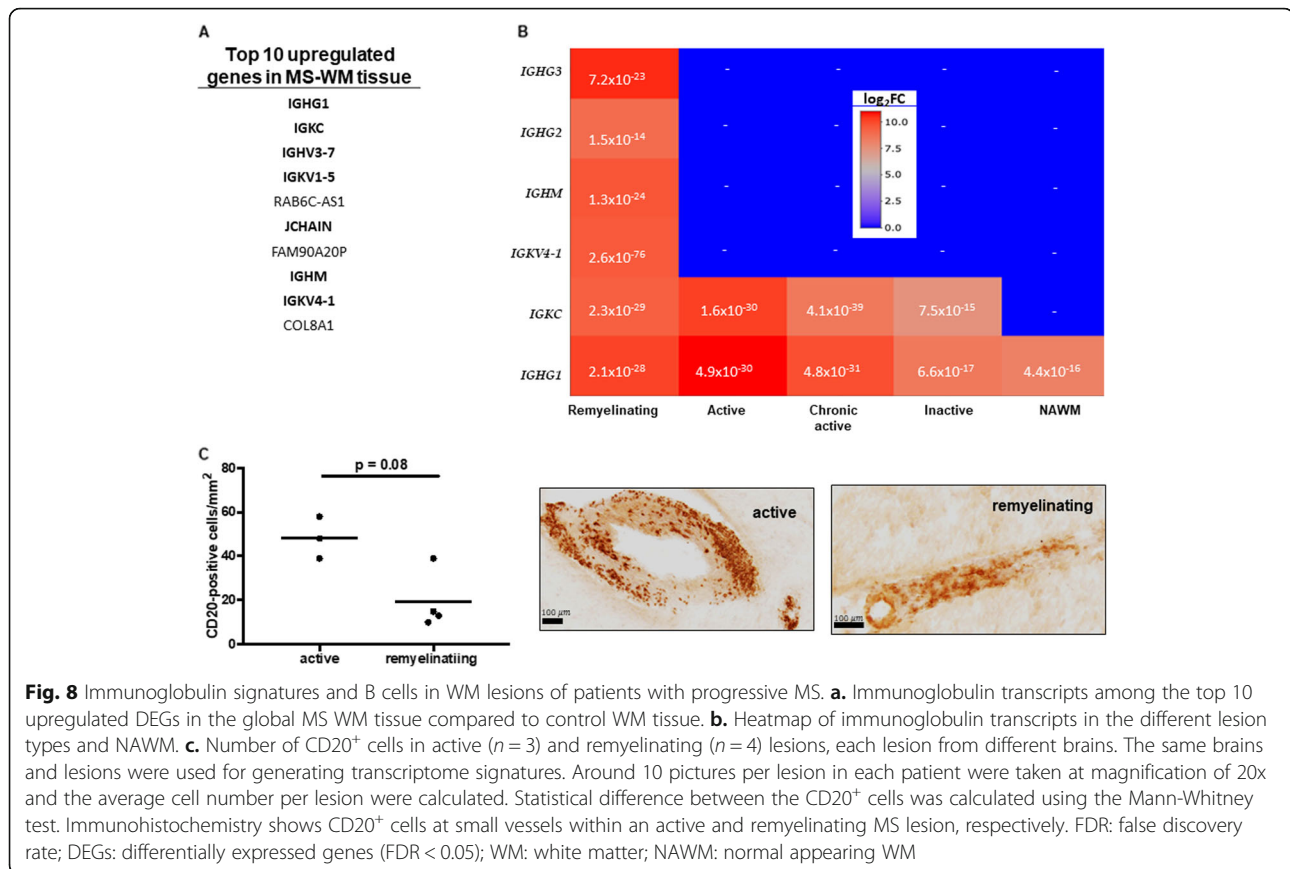 A
Top 10 upregulated
genes in MS-WM tissue
IGHG1
IGKC
IGHV3-7
IGKV1-5
RAB6C-AS1
JCHAIN
FAM90A20P
IGHM
IGKV4-1
COL8A1
B
IGHG3 7.2x10⁻²³ - - - -
IGHG2 1.5x10⁻¹⁴ - - - -
IGHM 1.3x10⁻²⁴ - - - -
IGKV4-1 2.6x10⁻⁷⁶ - - - -
IGKC 2.3x10⁻²⁹ 1.6x10⁻³⁰ 4.1x10⁻³⁹ 7.5x10⁻¹⁵ -
IGHG1 2.1x10⁻²⁸ 4.9x10⁻³⁰ 4.8x10⁻³¹ 6.6x10⁻¹⁷ 4.4x10⁻¹⁶
Remyelinating Active Chronic active Inactive NAWM
log₂FC
10.0
7.5
5.0
2.5
0.0
C
CD20-positive cells/mm²
80
60
40
20
0
p = 0.08
active remyelinatiing
active
100 µm
remyelinating
100 µm
Fig. 8 Immunoglobulin signatures and B cells in WM lesions of patients with progressive MS. a. Immunoglobulin transcripts among the top 10
upregulated DEGs in the global MS WM tissue compared to control WM tissue. b. Heatmap of immunoglobulin transcripts in the different lesion
types and NAWM. c. Number of CD20⁺ cells in active (n = 3) and remyelinating (n = 4) lesions, each lesion from different brains. The same brains
and lesions were used for generating transcriptome signatures. Around 10 pictures per lesion in each patient were taken at magnification of 20x
and the average cell number per lesion were calculated. Statistical difference between the CD20⁺ cells was calculated using the Mann-Whitney
test. Immunohistochemistry shows CD20⁺ cells at small vessels within an active and remyelinating MS lesion, respectively. FDR: false discovery
rate; DEGs: differentially expressed genes (FDR < 0.05); WM: white matter; NAWM: normal appearing WM